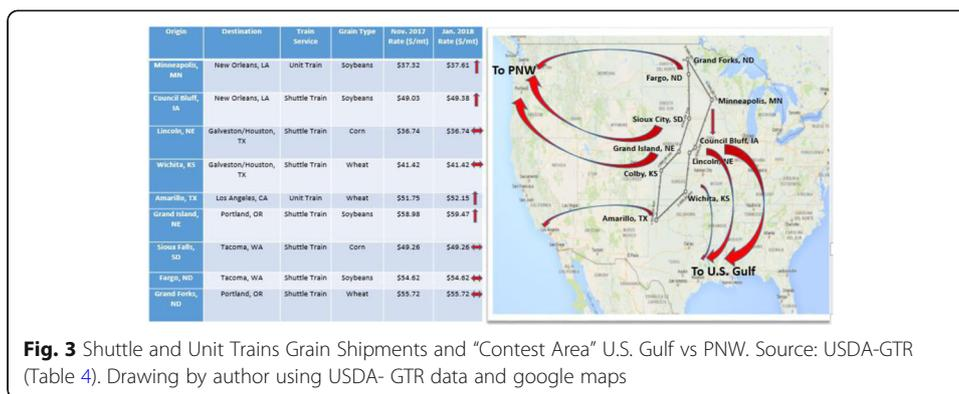 Origin Destination Train Service Grain Type Nov. 2017 Rate ($/mt) Jan. 2018 Rate ($/mt)
Minneapolis, MN New Orleans, LA Unit Train Soybeans $37.32 $37.61
Council Bluff, IA New Orleans, LA Shuttle Train Soybeans $49.03 $49.38
Lincoln, NE Galveston/Houston, TX Shuttle Train Corn $36.74 $36.74
Wichita, KS Galveston/Houston, TX Shuttle Train Wheat $41.42 $41.42
Amarillo, TX Los Angeles, CA Unit Train Wheat $51.75 $52.15
Grand Island, NE Portland, OR Shuttle Train Soybeans $58.98 $59.47
Sioux Falls, SD Tacoma, WA Shuttle Train Corn $49.26 $49.26
Fargo, ND Tacoma, WA Shuttle Train Soybeans $54.62 $54.62
Grand Forks, ND Portland, OR Shuttle Train Wheat $55.72 $55.72
Grand Forks, ND
To PNW
Fargo, ND
Minneapolis, MN
Sioux City, SD
Council Bluff, IA
Grand Island, NE
Lincoln, NE
Colby, KS
Wichita, KS
Amarillo, TX
To U.S. Gulf
Fig. 3 Shuttle and Unit Trains Grain Shipments and “Contest Area” U.S. Gulf vs PNW. Source: USDA-GTR
(Table 4). Drawing by author using USDA- GTR data and google maps